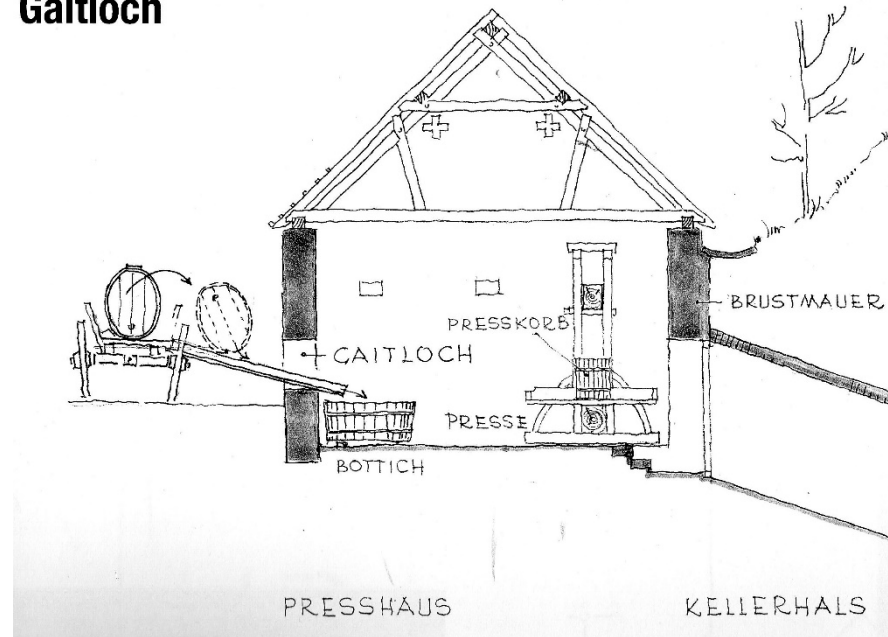 Gaitloch
BRUSTMAUER
PRESSKORB
GAITLOCH
PRESSE
BOTTICH
PRESSHAUS
KELLERHALS